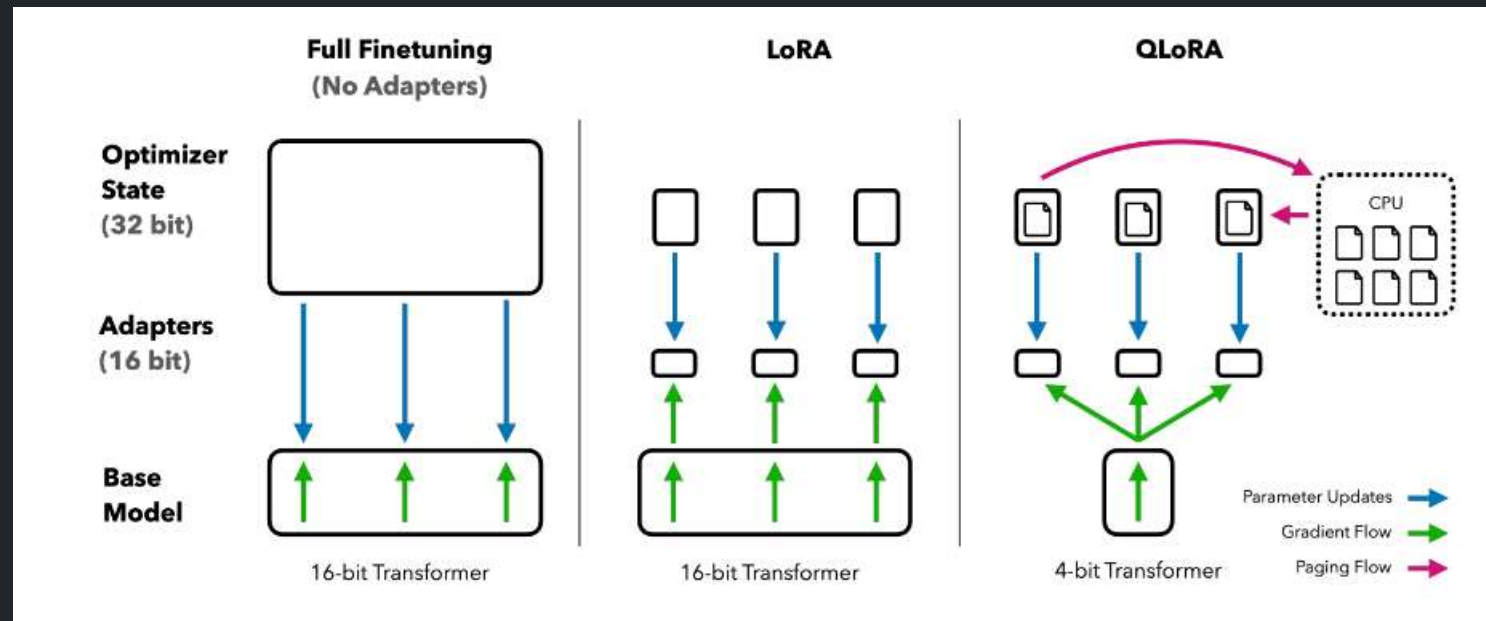 Full Finetuning
(No Adapters)
LoRA
QLoRA
Optimizer
State
(32 bit)
CPU
Adapters
(16 bit)
Base
Model
Parameter Updates
Gradient Flow
Paging Flow
16-bit Transformer
16-bit Transformer
4-bit Transformer